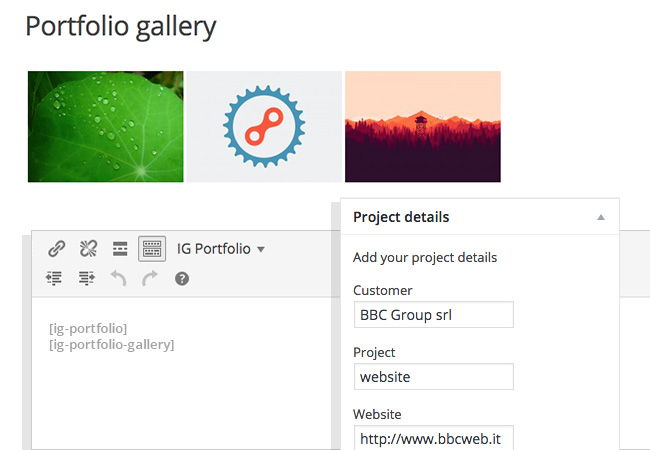 Portfolio gallery
IG Portfolio
?
[ig-portfolio]
[ig-portfolio-gallery]
Project details
Add your project details
Customer
BBC Group srl
Project
website
Website
http://www.bbcweb.it